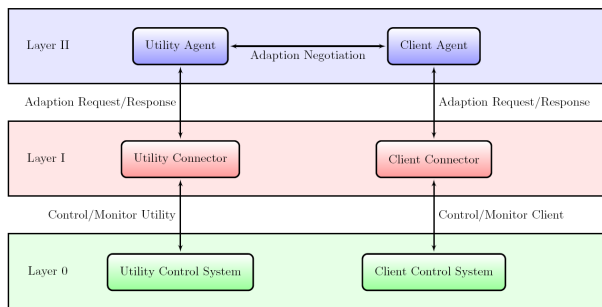 Layer II
Utility Agent
Adaption Negotiation
Client Agent
Adaption Request/Response
Adaption Request/Response
Layer I
Utility Connector
Client Connector
Control/Monitor Utility
Control/Monitor Client
Layer 0
Utility Control System
Client Control System